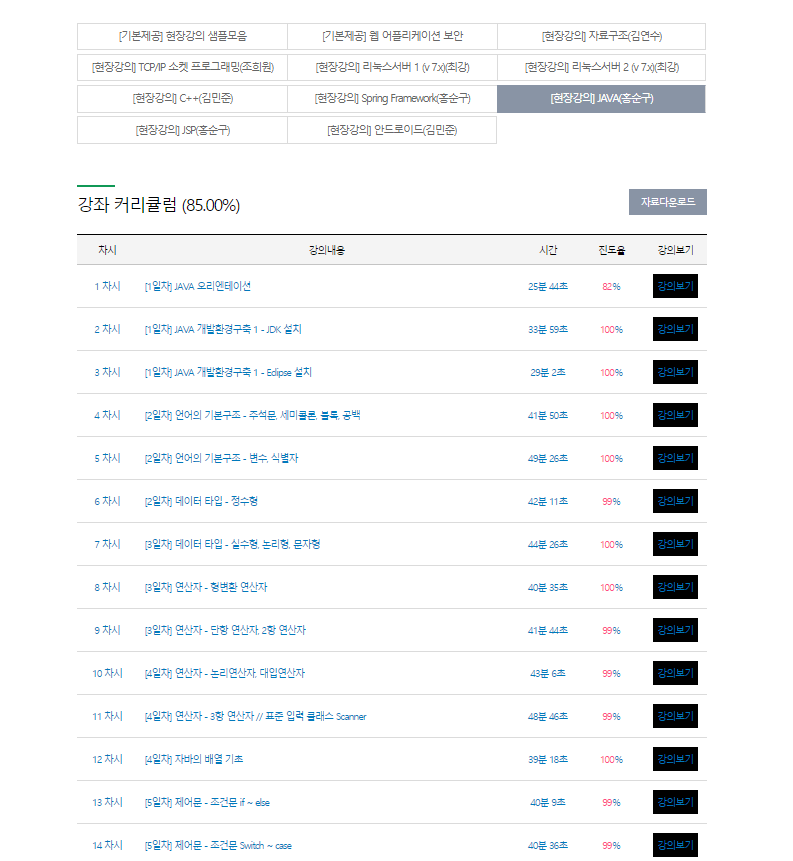 [기본제공] 현장강의 샘플모음 [기본제공] 웹 어플리케이션 보안 [현장강의] 자료구조(김연수)
[현장강의] TCP/IP 소켓 프로그래밍(조희원) [현장강의] 리눅스서버 1 (v 7.x)(최강) [현장강의] 리눅스서버 2 (v 7.x)(최강)
[현장강의] C++(김민준) [현장강의] Spring Framework(홍순구) [현장강의] JAVA(홍순구)
[현장강의] JSP(홍순구) [현장강의] 안드로이드(김민준)
강좌 커리큘럼 (85.00%) 자료다운로드
차시 강의내용 시간 진도율 강의보기
1 차시 [1일차] JAVA 오리엔테이션 25분 44초 82% 강의보기
2 차시 [1일차] JAVA 개발환경구축 1 - JDK 설치 33분 59초 100% 강의보기
3 차시 [1일차] JAVA 개발환경구축 1 - Eclipse 설치 29분 2초 100% 강의보기
4 차시 [2일차] 언어의 기본구조 - 주석문, 세미콜론, 블록, 공백 41분 50초 100% 강의보기
5 차시 [2일차] 언어의 기본구조 - 변수, 식별자 49분 26초 100% 강의보기
6 차시 [2일차] 데이터 타입 - 정수형 42분 11초 99% 강의보기
7 차시 [3일차] 데이터 타입 - 실수형, 논리형, 문자형 44분 26초 100% 강의보기
8 차시 [3일차] 연산자 - 형변환 연산자 40분 35초 100% 강의보기
9 차시 [3일차] 연산자 - 단항 연산자, 2항 연산자 41분 44초 99% 강의보기
10 차시 [4일차] 연산자 - 논리연산자, 대입연산자 43분 6초 99% 강의보기
11 차시 [4일차] 연산자 - 3항 연산자 // 표준 입력 클래스 Scanner 48분 46초 99% 강의보기
12 차시 [4일차] 자바의 배열 기초 39분 18초 100% 강의보기
13 차시 [5일차] 제어문 - 조건문 if ~ else 40분 9초 99% 강의보기
14 차시 [5일차] 제어문 - 조건문 Switch ~ case 40분 36초 99% 강의보기